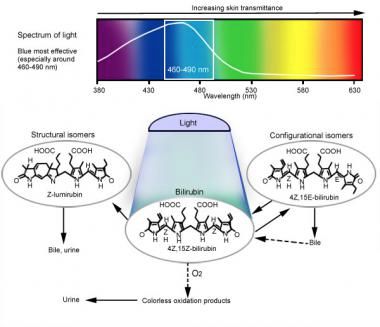 Increasing skin transmittance
Spectrum of light
Blue most effective
(especially around
460-490 nm)
460-490 nm
380 430 480 530 580 630
Wavelength (nm)
Light
Structural isomers
Configurational isomers
HOOC COOH
HOOC COOH
Z-lumirubin
4Z,15E-bilirubin
Bilirubin
HOOC COOH
4Z,15Z-bilirubin
Bile, urine
Bile
O2
Urine
Colorless oxidation products